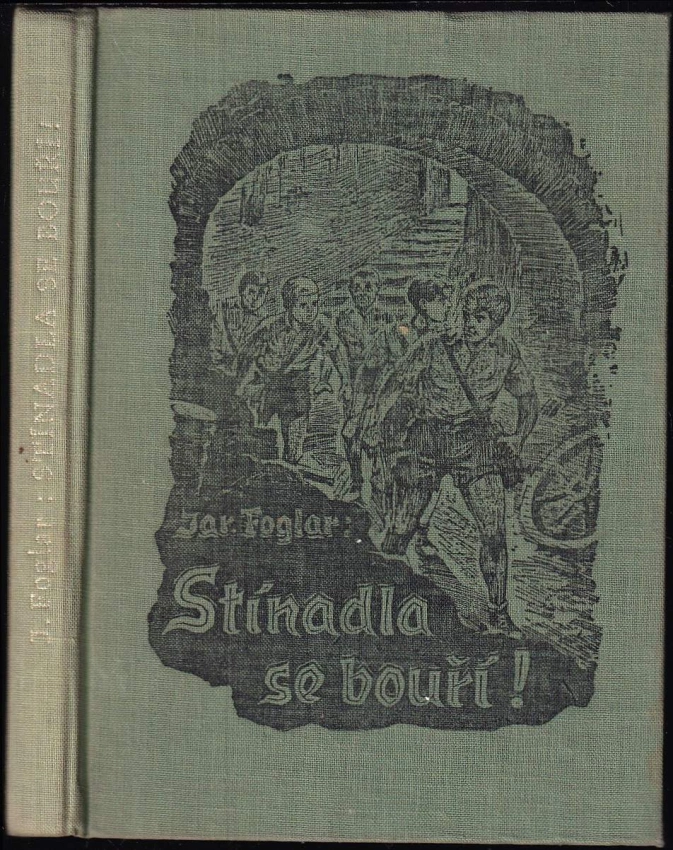 J. Foglar : STÍNADLA SE BOUŘÍ!
Jar. Foglar:
Stínadla
se bouří!